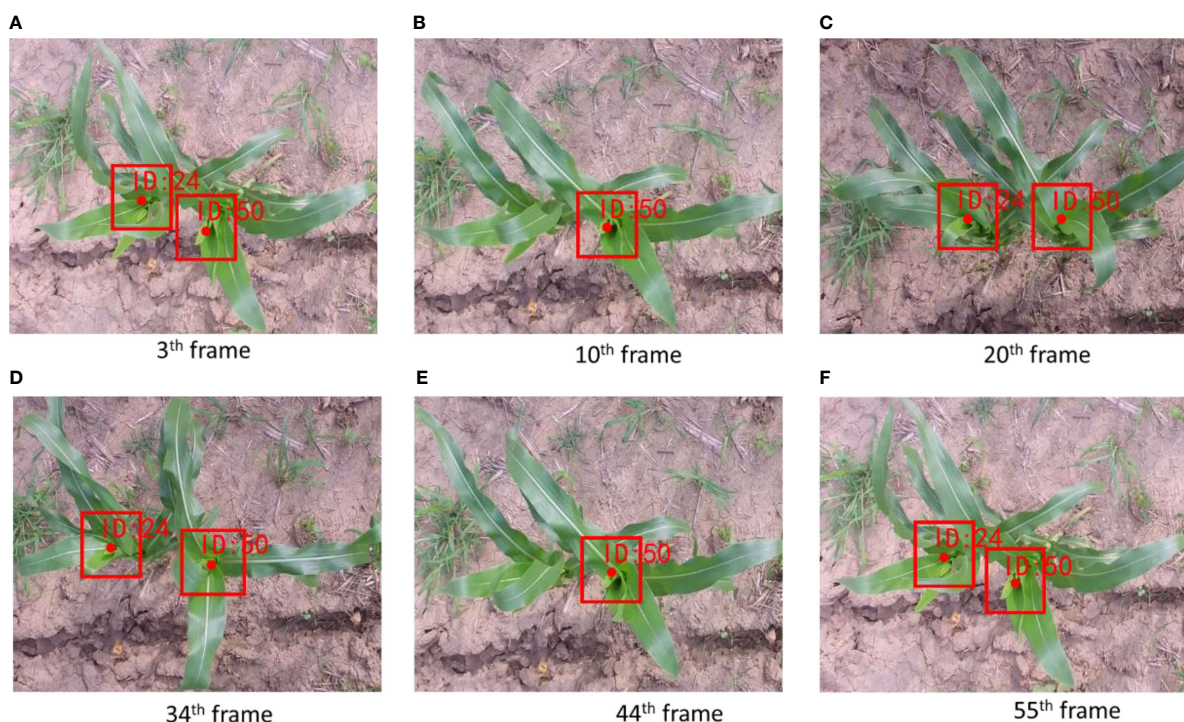 A
B
C
ID:24
ID:50
ID:50
ID:24
ID:50
3th frame
10th frame
20th frame
D
E
F
ID:24
ID:50
ID:50
ID:24
ID:50
34th frame
44th frame
55th frame